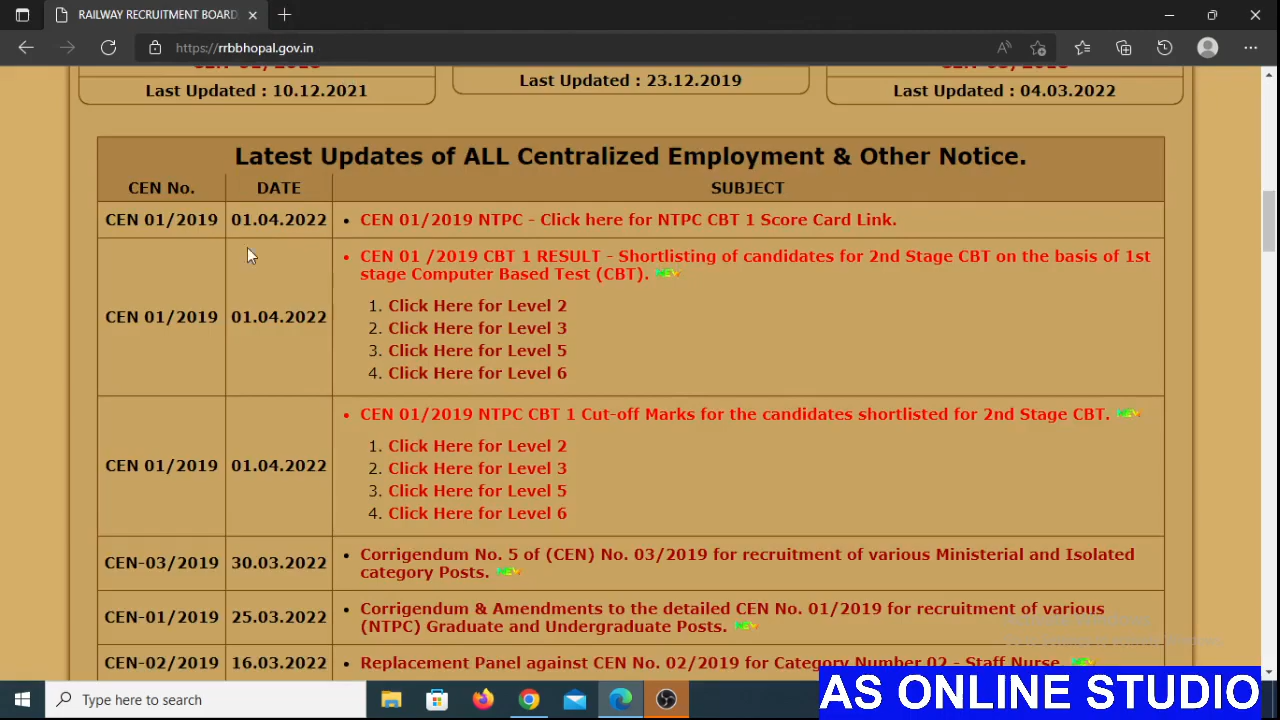 RAILWAY RECRUITMENT BOARD,
https://rrbbhopal.gov.in
Last Updated : 10.12.2021
Last Updated : 23.12.2019
Last Updated : 04.03.2022
Latest Updates of ALL Centralized Employment & Other Notice.
CEN No. DATE SUBJECT
CEN 01/2019 01.04.2022 • CEN 01/2019 NTPC - Click here for NTPC CBT 1 Score Card Link.
• CEN 01 /2019 CBT 1 RESULT - Shortlisting of candidates for 2nd Stage CBT on the basis of 1st
stage Computer Based Test (CBT). NEW
1. Click Here for Level 2
CEN 01/2019 01.04.2022
2. Click Here for Level 3
3. Click Here for Level 5
4. Click Here for Level 6
• CEN 01/2019 NTPC CBT 1 Cut-off Marks for the candidates shortlisted for 2nd Stage CBT. NEW
1. Click Here for Level 2
CEN 01/2019 01.04.2022
2. Click Here for Level 3
3. Click Here for Level 5
4. Click Here for Level 6
CEN-03/2019 30.03.2022
• Corrigendum No. 5 of (CEN) No. 03/2019 for recruitment of various Ministerial and Isolated
category Posts. NEW
CEN-01/2019 25.03.2022
• Corrigendum & Amendments to the detailed CEN No. 01/2019 for recruitment of various
(NTPC) Graduate and Undergraduate Posts. NEW
CEN-02/2019 16.03.2022 • Replacement Panel against CEN No. 02/2019 for Category Number 02 - Staff Nurse. NEW
Type here to search
AS ONLINE STUDIO